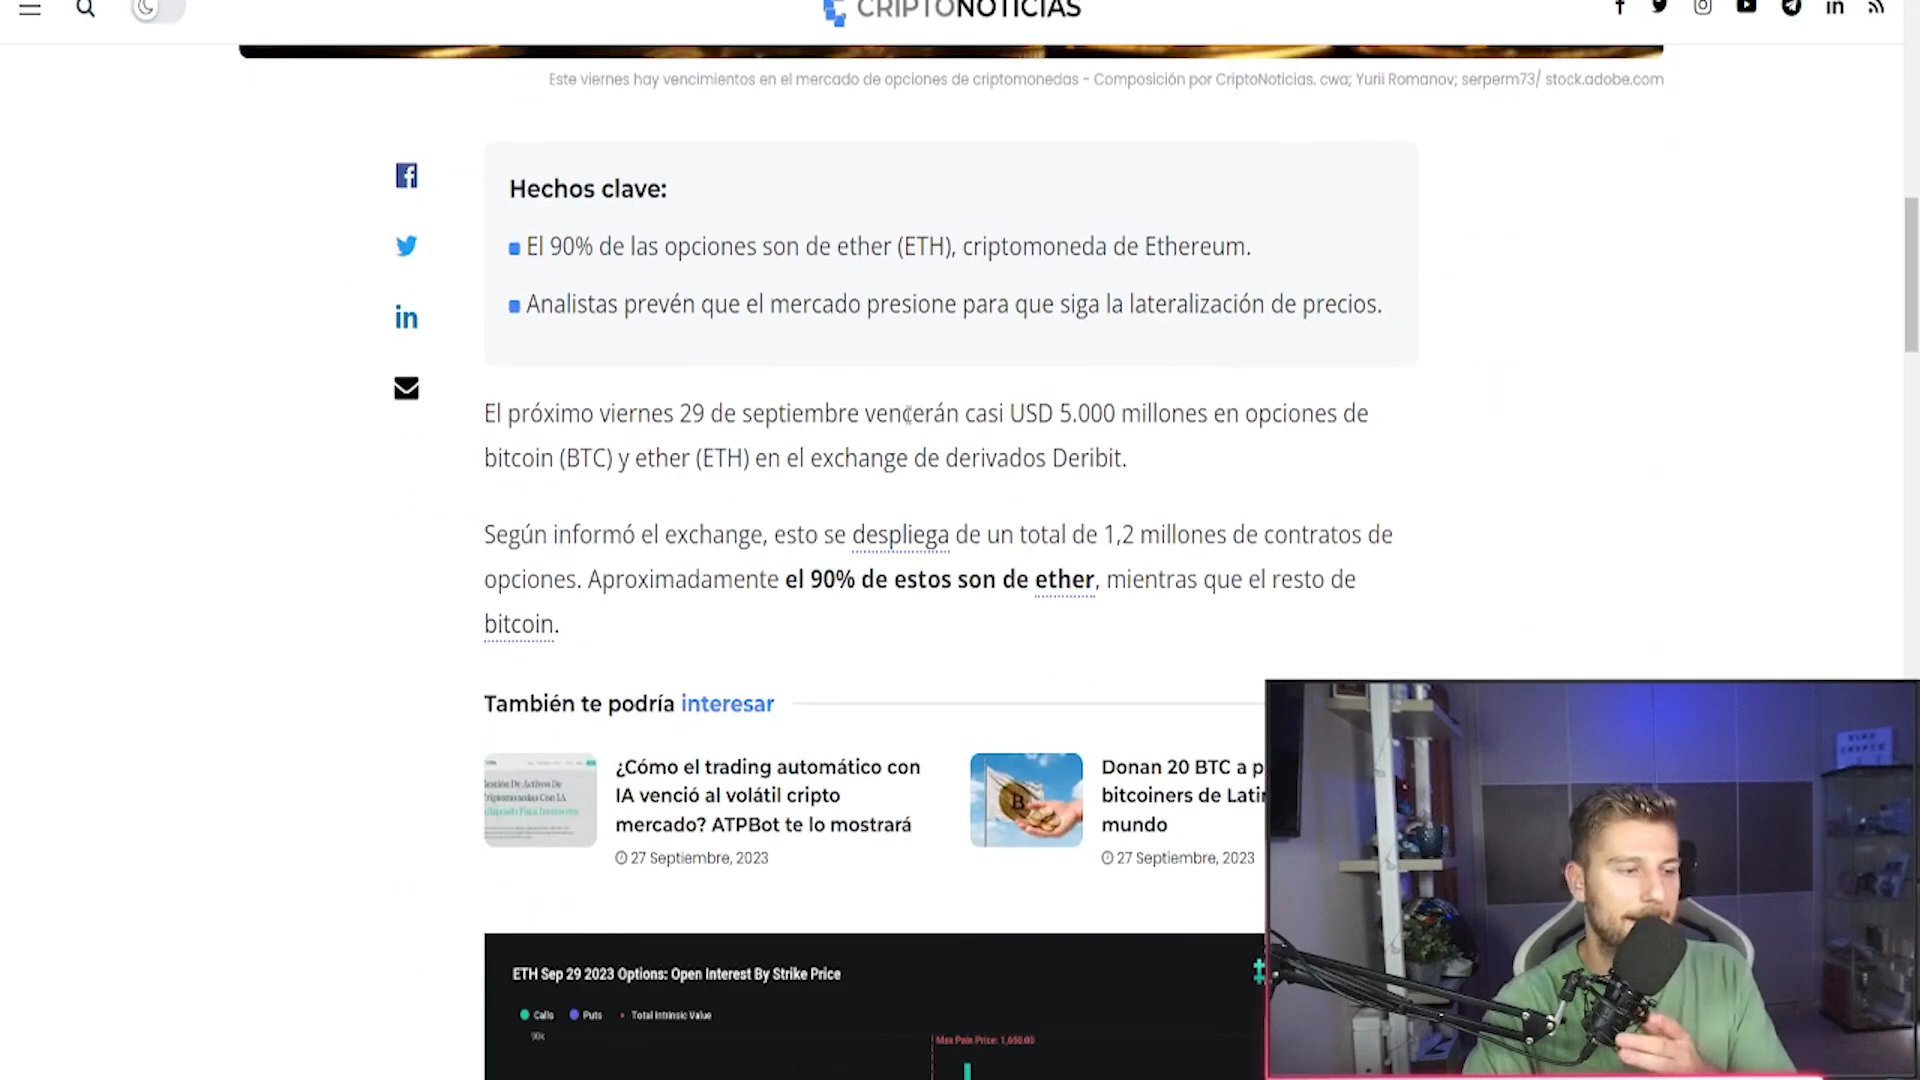 CRIPTONOTICIAS
Este viernes hay vencimientos en el mercado de opciones de criptomonedas - Composición por CriptoNoticias. cwa; Yurii Romanov; serperm73/ stock.adobe.com
Hechos clave:
El 90% de las opciones son de ether (ETH), criptomoneda de Ethereum.
Analistas prevén que el mercado presione para que siga la lateralización de precios.
El próximo viernes 29 de septiembre vencerán casi USD 5.000 millones en opciones de
bitcoin (BTC) y ether (ETH) en el exchange de derivados Deribit.
Según informó el exchange, esto se despliega de un total de 1,2 millones de contratos de
opciones. Aproximadamente el 90% de estos son de ether, mientras que el resto de
bitcoin.
También te podría interesar
Gestión De Activos De
Criptomonedas Con IA
¿Cómo el trading automático con
IA venció al volátil cripto
mercado? ATPBot te lo mostrará
27 Septiembre, 2023
Donan 20 BTC a p
bitcoiners de Lati
mundo
27 Septiembre, 2023
ETH Sep 29 2023 Options: Open Interest By Strike Price
Calls Puts Total Intrinsic Value
90k
Max Pain Price: 1,650.00